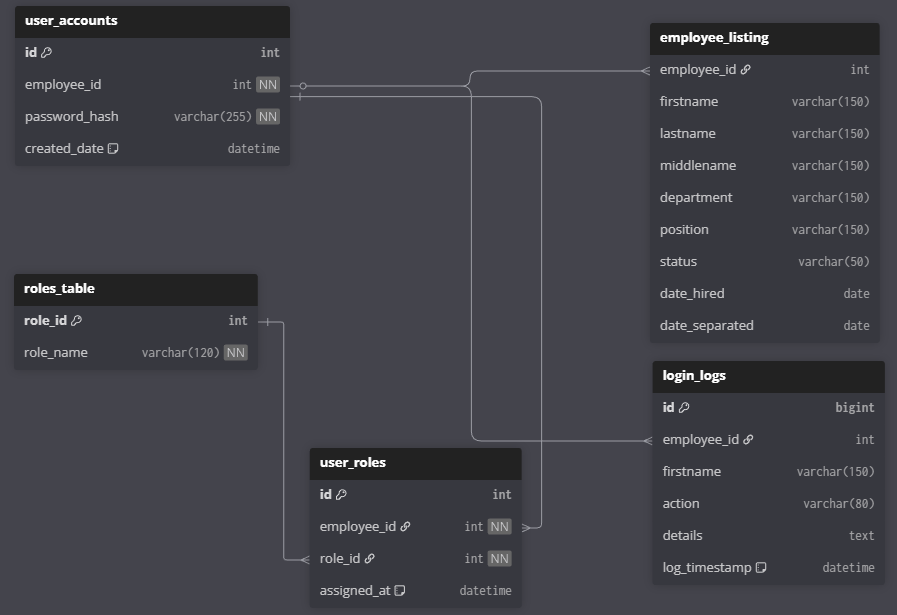 user_accounts
id int
employee_id int NN
password_hash varchar(255) NN
created_date datetime
employee_listing
employee_id int
firstname varchar(150)
lastname varchar(150)
middlename varchar(150)
department varchar(150)
position varchar(150)
status varchar(50)
date_hired date
date_separated date
roles_table
role_id int
role_name varchar(120) NN
login_logs
id bigint
employee_id int
firstname varchar(150)
action varchar(80)
details text
log_timestamp datetime
user_roles
id int
employee_id int NN
role_id int NN
assigned_at datetime